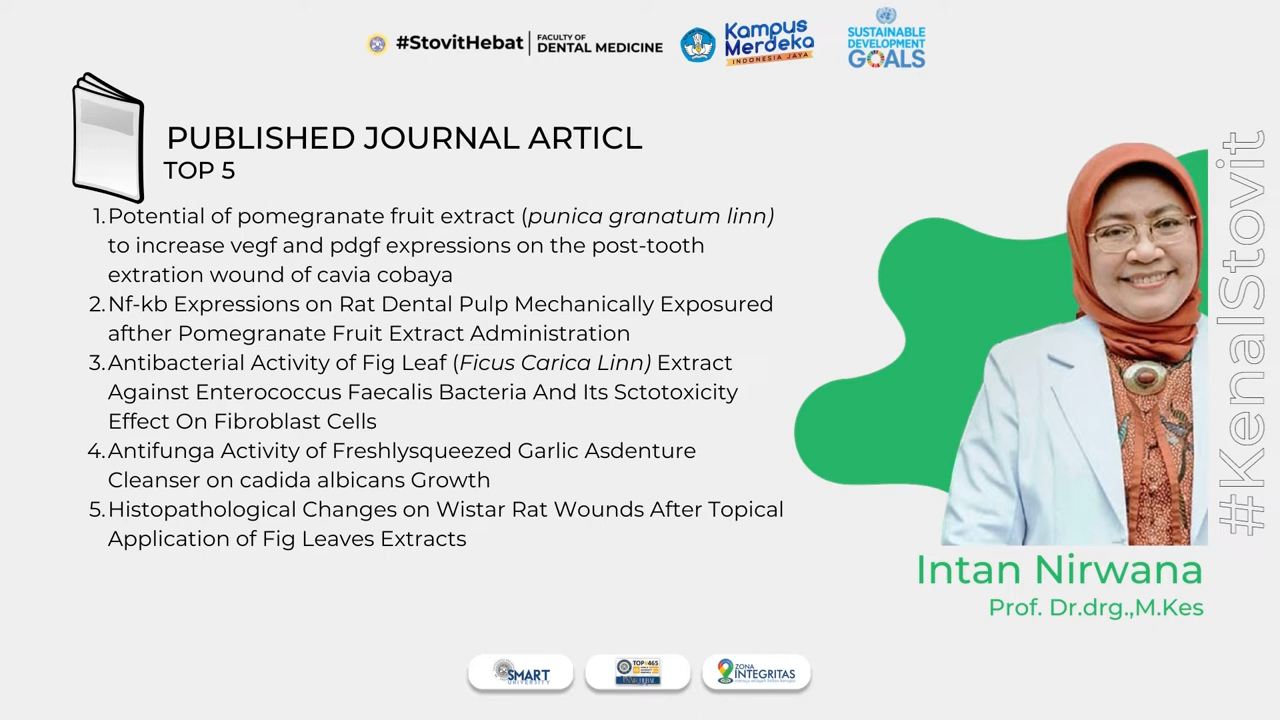 #StovitHebat
FACULTY OF
DENTAL MEDICINE
Kampus
Merdeka
INDONESIA JAYA
SUSTAINABLE
DEVELOPMENT
GOALS
PUBLISHED JOURNAL ARTICL
TOP 5
1. Potential of pomegranate fruit extract (punica granatum linn)
to increase vegf and pdgf expressions on the post-tooth
extration wound of cavia cobaya
2. Nf-kb Expressions on Rat Dental Pulp Mechanically Exposured
afther Pomegranate Fruit Extract Administration
3. Antibacterial Activity of Fig Leaf (Ficus Carica Linn) Extract
Against Enterococcus Faecalis Bacteria And Its Sctotoxicity
Effect On Fibroblast Cells
4. Antifunga Activity of Freshlysqueezed Garlic Asdenture
Cleanser on cadida albicans Growth
5. Histopathological Changes on Wistar Rat Wounds After Topical
Application of Fig Leaves Extracts
#KenalStovit
Intan Nirwana
Prof. Dr.drg.,M.Kes
SMART
UNIVERSITY
TOP #465
ZONA
INTEGRITAS